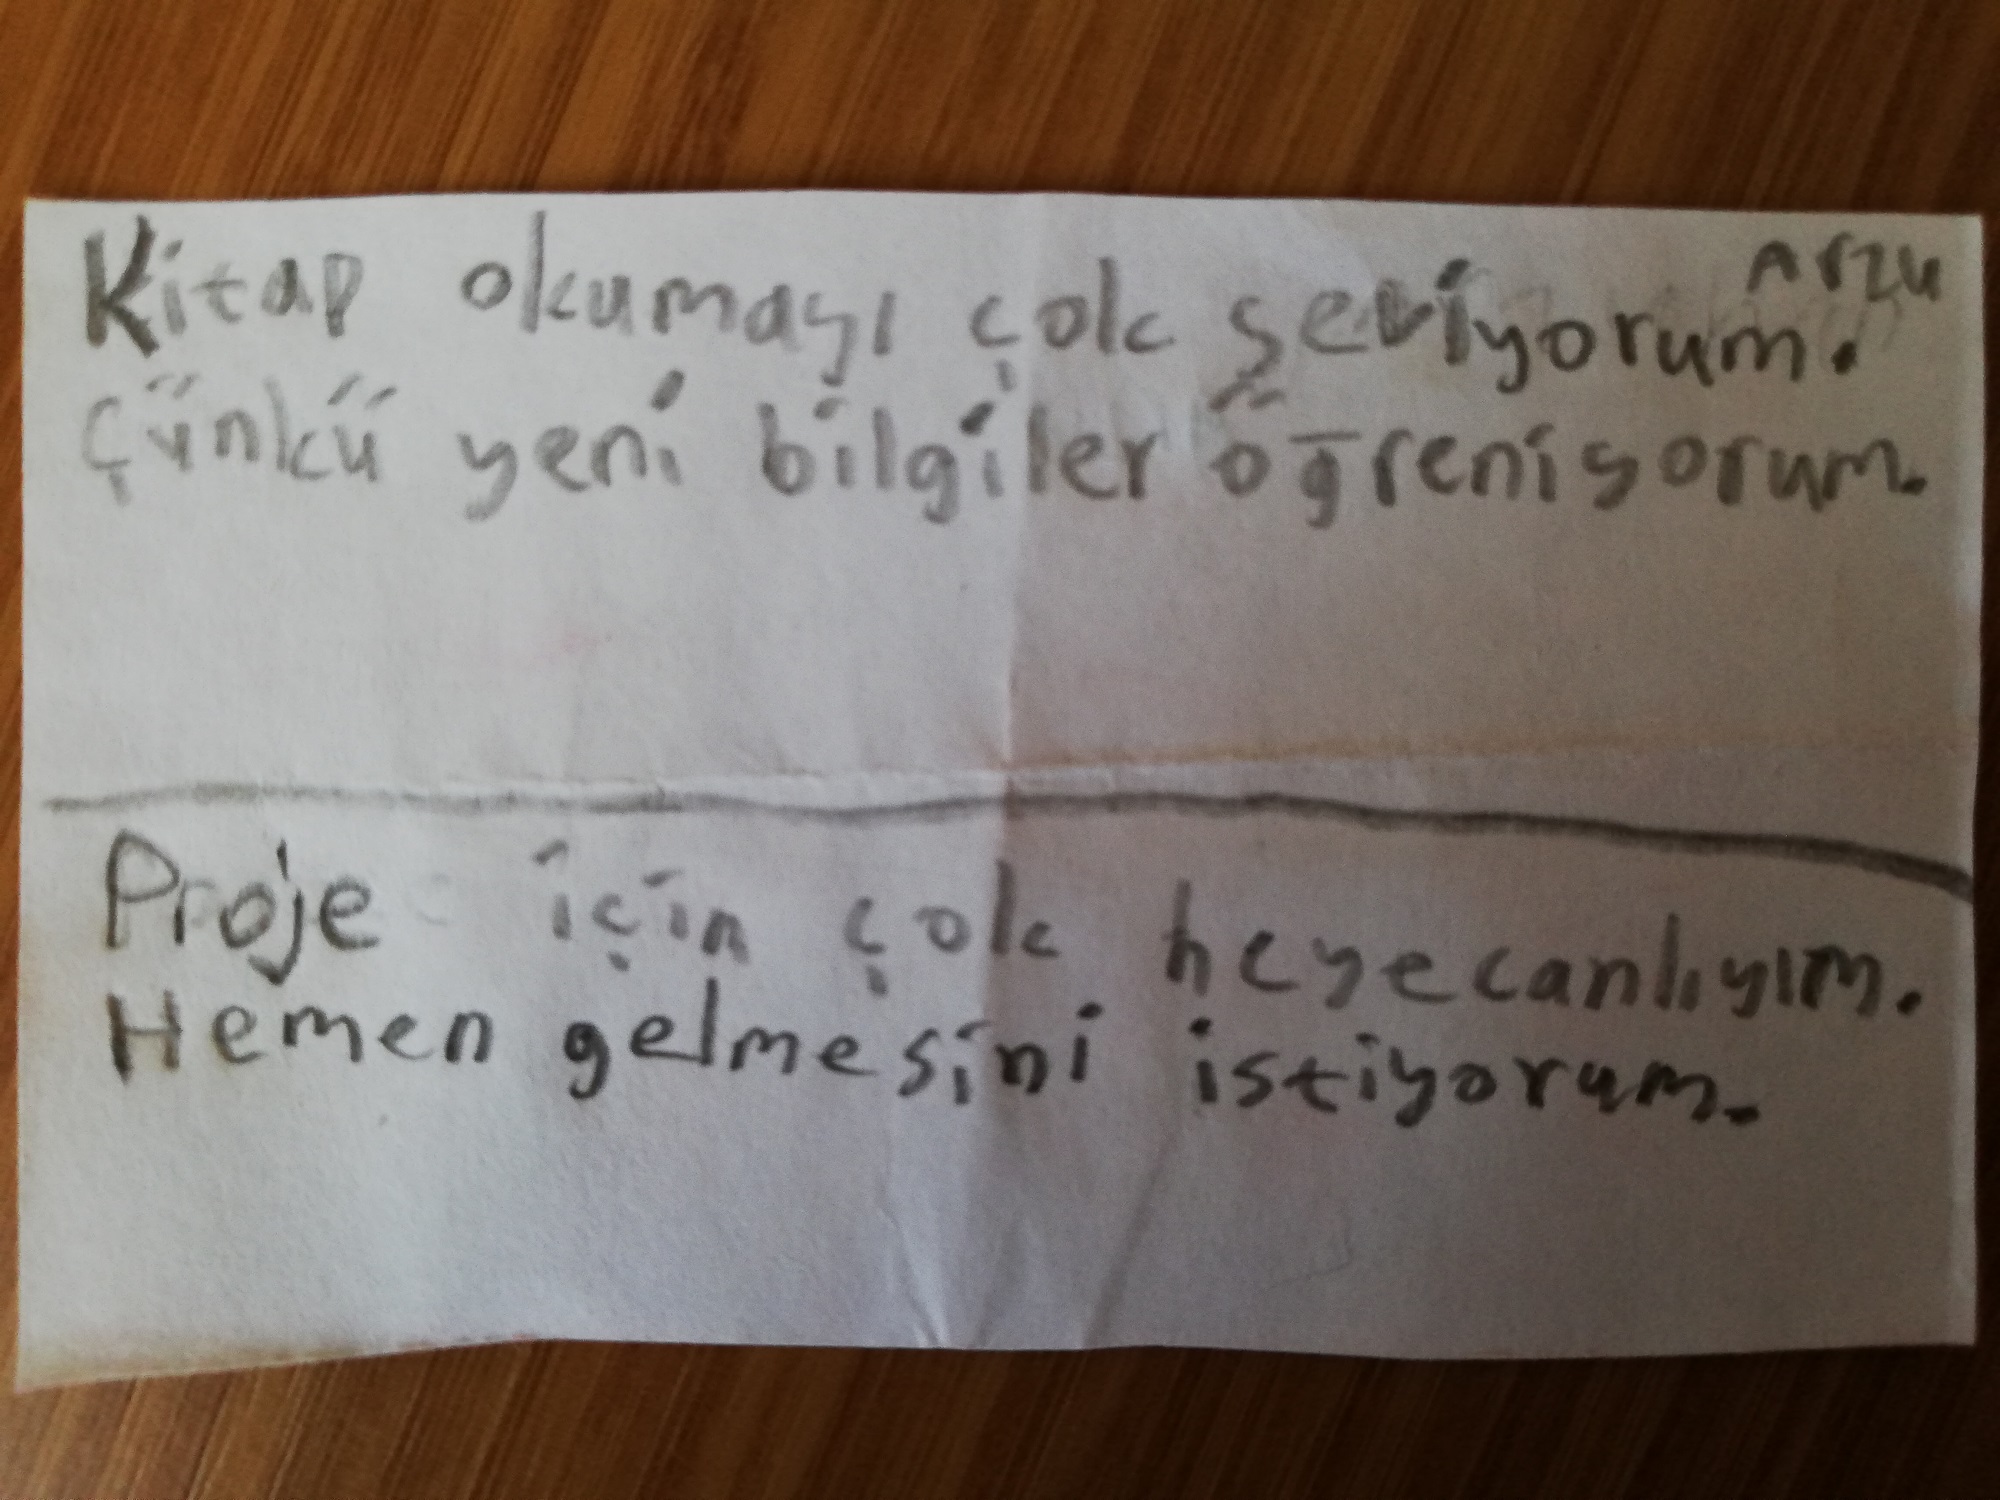 Arzu
Kitap okumayı çok seviyorum.
Çünkü yeni bilgiler öğreniyorum.
Proje için çok heyecanlıyım.
Hemen gelmesini istiyorum.